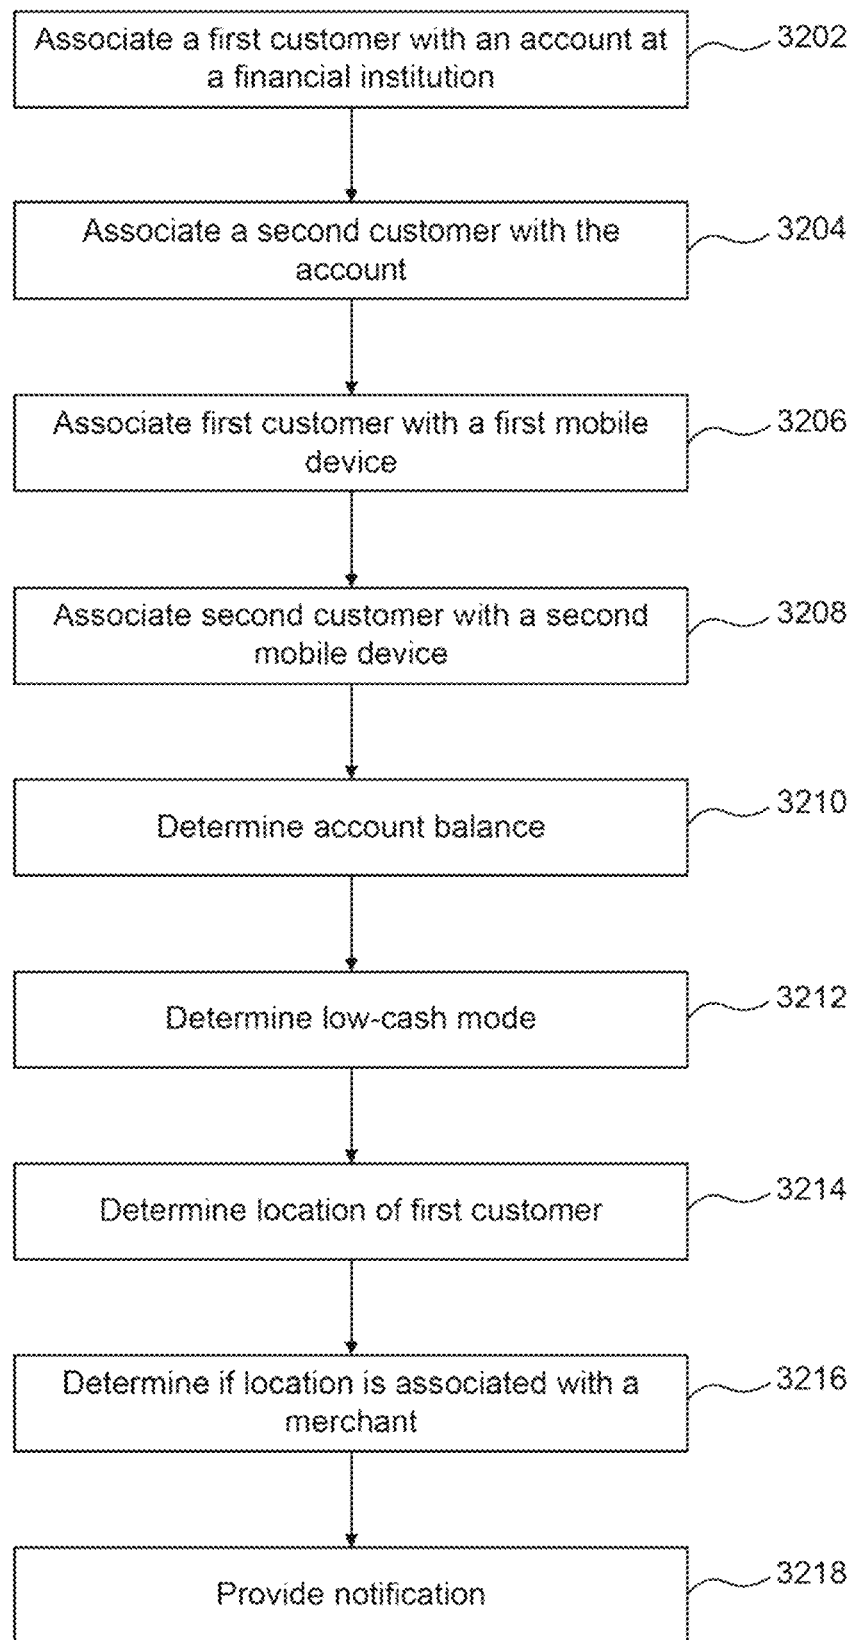 Associate a first customer with an account at
a financial institution
3202
Associate a second customer with the
account
3204
Associate first customer with a first mobile
device
3206
Associate second customer with a second
mobile device
3208
Determine account balance
3210
Determine low-cash mode
3212
Determine location of first customer
3214
Determine if location is associated with a
merchant
3216
Provide notification
3218